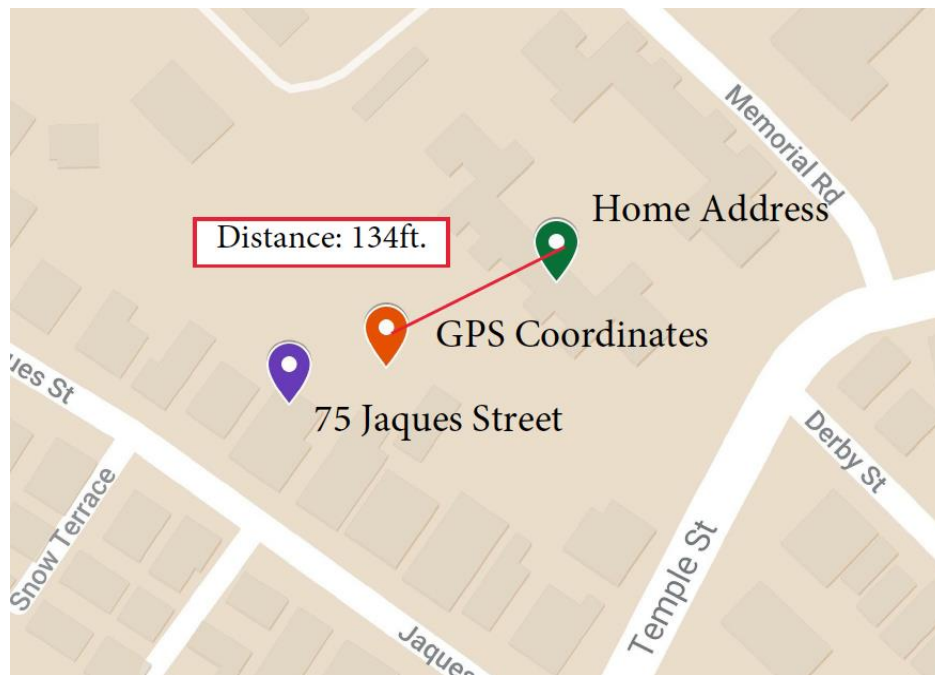 Memorial Rd
Home Address
Distance: 134ft.
GPS Coordinates
ues St
75 Jaques Street
Derby St
Snow Terrace
Temple St
Jaques